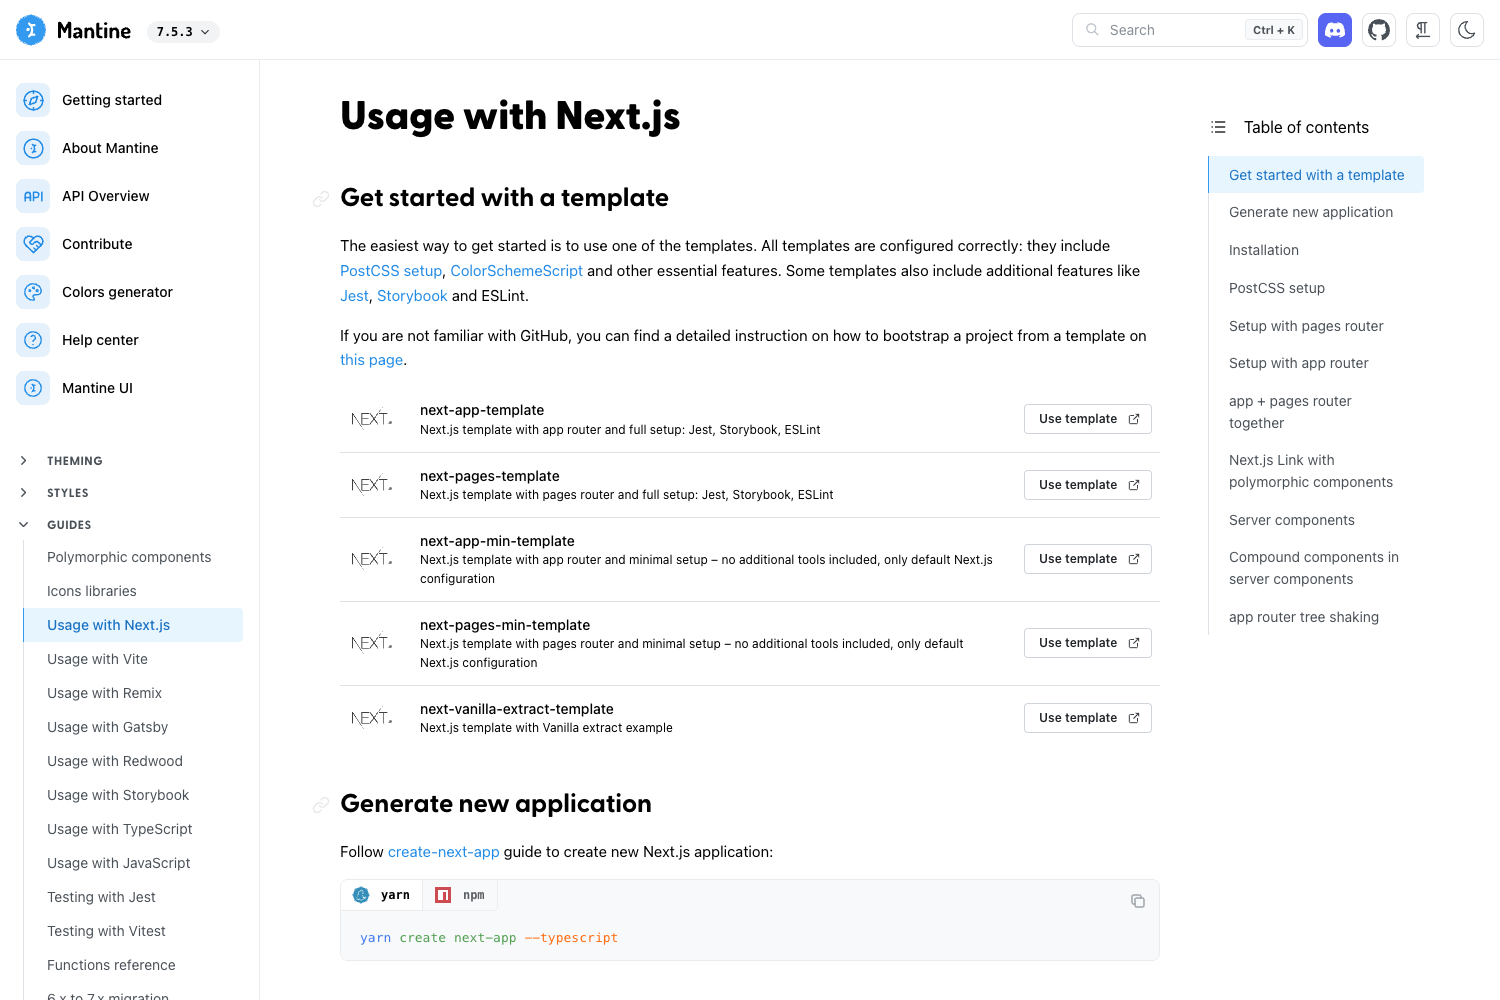 Mantine
7.5.3
Search
Ctrl + K
Getting started
About Mantine
API
API Overview
Contribute
Colors generator
Help center
Mantine UI
THEMING
STYLES
GUIDES
Polymorphic components
Icons libraries
Usage with Next.js
Usage with Vite
Usage with Remix
Usage with Gatsby
Usage with Redwood
Usage with Storybook
Usage with TypeScript
Usage with JavaScript
Testing with Jest
Testing with Vitest
Functions reference
6.x to 7.x migration
Usage with Next.js
Get started with a template
The easiest way to get started is to use one of the templates. All templates are configured correctly: they include
PostCSS setup, ColorSchemeScript and other essential features. Some templates also include additional features like
Jest, Storybook and ESLint.
If you are not familiar with GitHub, you can find a detailed instruction on how to bootstrap a project from a template on
this page.
NEXT.
next-app-template
Next.js template with app router and full setup: Jest, Storybook, ESLint
Use template
NEXT.
next-pages-template
Next.js template with pages router and full setup: Jest, Storybook, ESLint
Use template
NEXT.
next-app-min-template
Next.js template with app router and minimal setup – no additional tools included, only default Next.js
configuration
Use template
NEXT.
next-pages-min-template
Next.js template with pages router and minimal setup – no additional tools included, only default
Next.js configuration
Use template
NEXT.
next-vanilla-extract-template
Next.js template with Vanilla extract example
Use template
Generate new application
Follow create-next-app guide to create new Next.js application:
yarn
npm
yarn create next-app --typescript
Table of contents
Get started with a template
Generate new application
Installation
PostCSS setup
Setup with pages router
Setup with app router
app + pages router
together
Next.js Link with
polymorphic components
Server components
Compound components in
server components
app router tree shaking